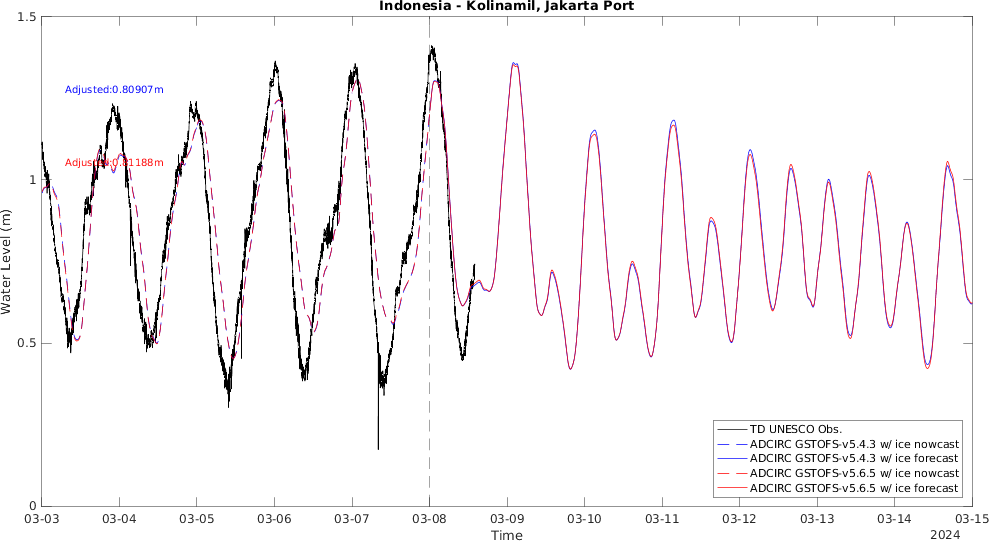 Indonesia - Kolinamil, Jakarta Port
1.5
Adjusted:0.80907m
Adjusted:0.81188m
1
Water Level (m)
0.5
TD UNESCO Obs.
ADCIRC GSTOFS-v5.4.3 w/ ice nowcast
ADCIRC GSTOFS-v5.4.3 w/ ice forecast
ADCIRC GSTOFS-v5.6.5 w/ ice nowcast
ADCIRC GSTOFS-v5.6.5 w/ ice forecast
0
03-03 03-04 03-05 03-06 03-07 03-08 03-09 03-10 03-11 03-12 03-13 03-14 03-15
Time
2024